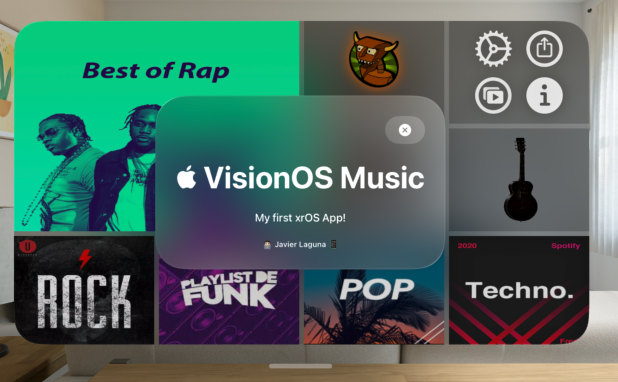 Best of Rap
VisionOS Music
My first xrOS App!
Javier Laguna
ROCK
PLAYLIST DE
FUNK
POP
2020
Spotify
Techno.